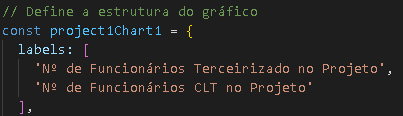 // Define a estrutura do gráfico
const project1Chart1 = {
labels: [
'Nº de Funcionários Terceirizado no Projeto',
'Nº de Funcionários CLT no Projeto'
],